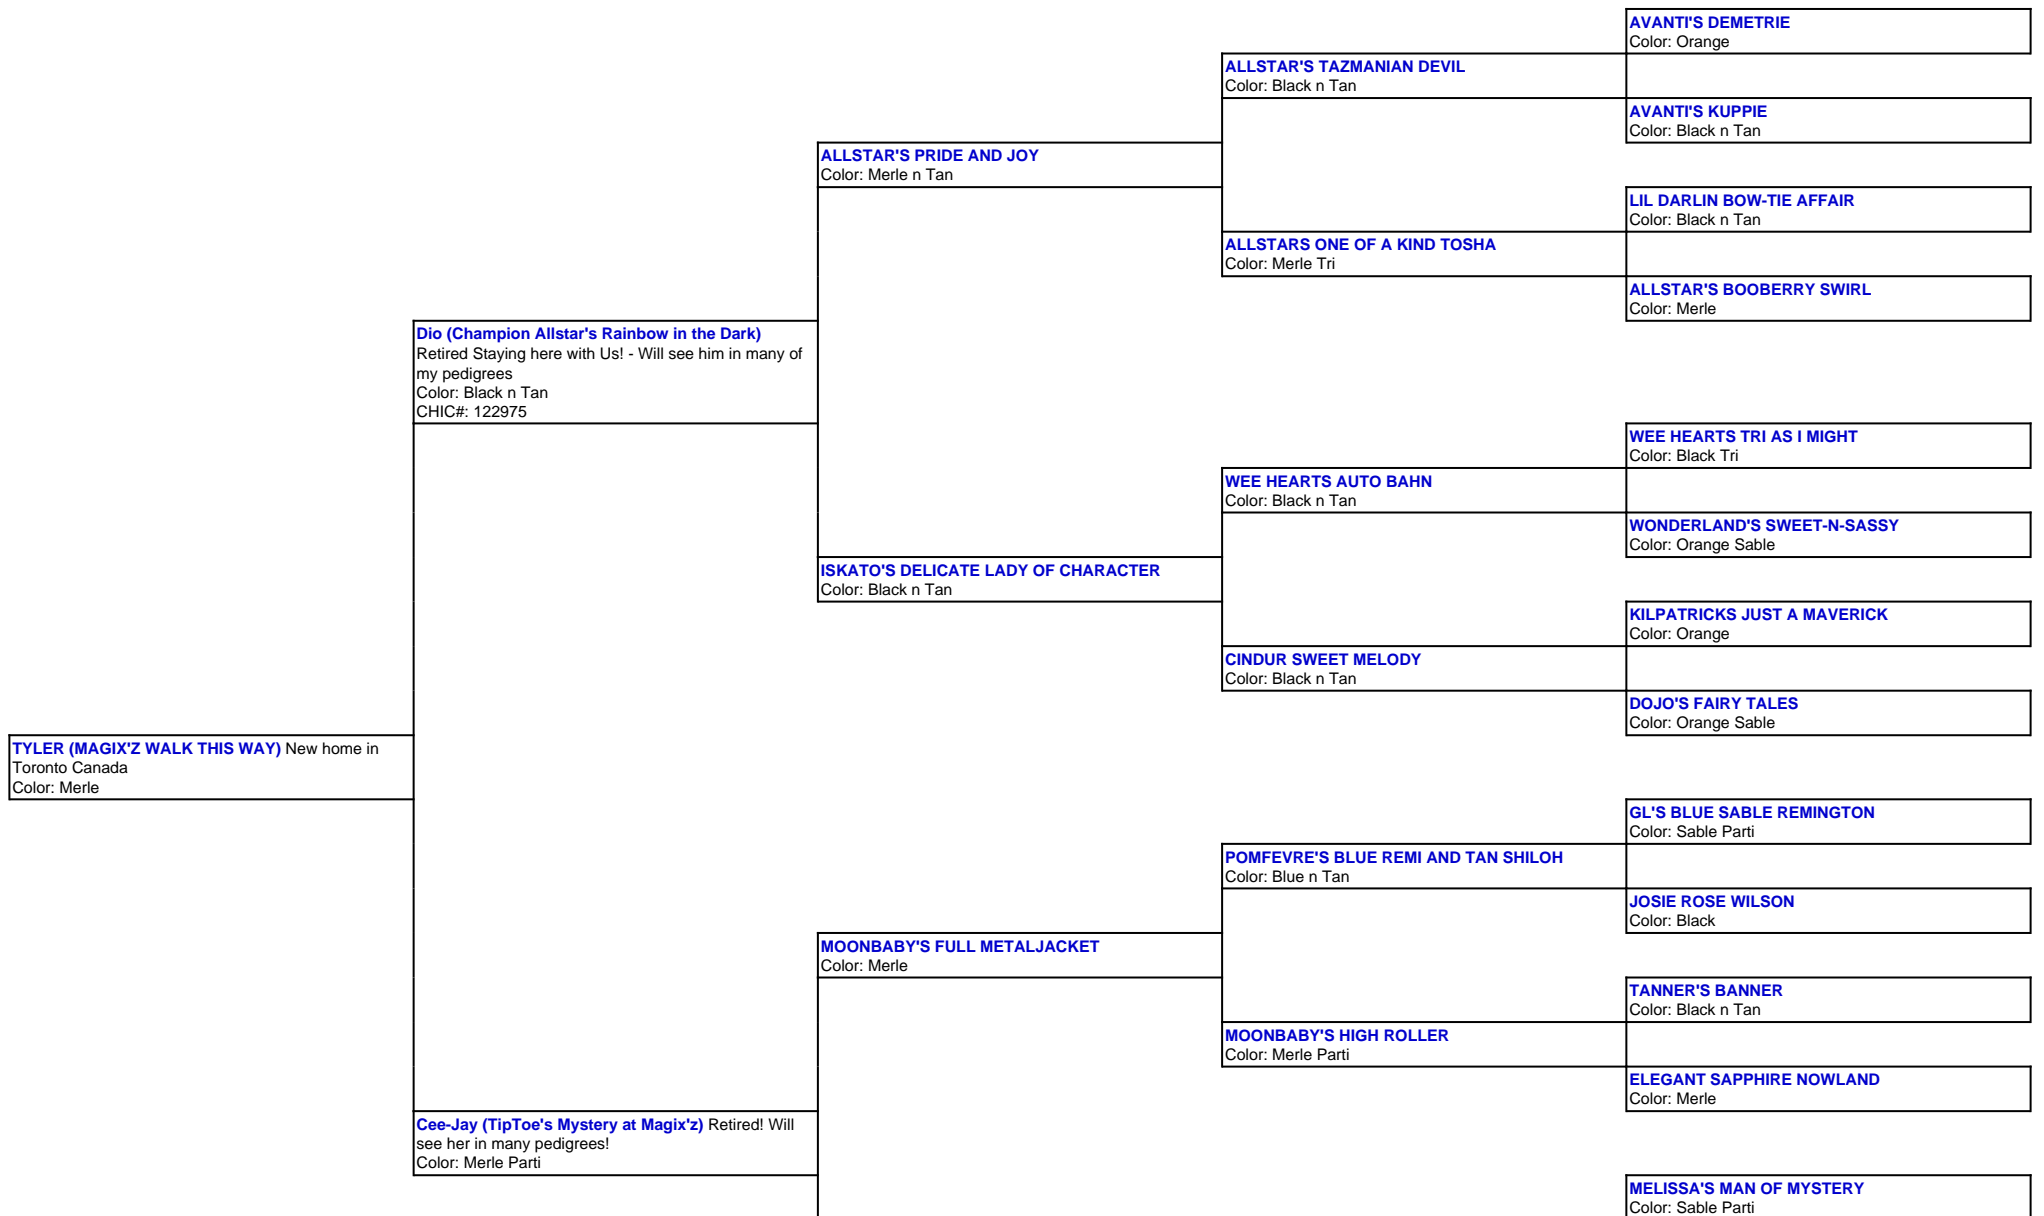 AVANTI'S DEMETRIE
Color: Orange
ALLSTAR'S TAZMANIAN DEVIL
Color: Black n Tan
AVANTI'S KUPPIE
Color: Black n Tan
ALLSTAR'S PRIDE AND JOY
Color: Merle n Tan
LIL DARLIN BOW-TIE AFFAIR
Color: Black n Tan
ALLSTARS ONE OF A KIND TOSHA
Color: Merle Tri
ALLSTAR'S BOOBERRY SWIRL
Color: Merle
Dio (Champion Allstar's Rainbow in the Dark)
Retired Staying here with Us! - Will see him in many of
my pedigrees
Color: Black n Tan
CHIC#: 122975
WEE HEARTS TRI AS I MIGHT
Color: Black Tri
WEE HEARTS AUTO BAHN
Color: Black n Tan
WONDERLAND'S SWEET-N-SASSY
Color: Orange Sable
ISKATO'S DELICATE LADY OF CHARACTER
Color: Black n Tan
KILPATRICKS JUST A MAVERICK
Color: Orange
CINDUR SWEET MELODY
Color: Black n Tan
DOJO'S FAIRY TALES
Color: Orange Sable
TYLER (MAGIX'Z WALK THIS WAY) New home in
Toronto Canada
Color: Merle
GL'S BLUE SABLE REMINGTON
Color: Sable Parti
POMFEVRE'S BLUE REMI AND TAN SHILOH
Color: Blue n Tan
JOSIE ROSE WILSON
Color: Black
MOONBABY'S FULL METALJACKET
Color: Merle
TANNER'S BANNER
Color: Black n Tan
MOONBABY'S HIGH ROLLER
Color: Merle Parti
ELEGANT SAPPHIRE NOWLAND
Color: Merle
Cee-Jay (TipToe's Mystery at Magix'z) Retired! Will
see her in many pedigrees!
Color: Merle Parti
MELISSA'S MAN OF MYSTERY
Color: Sable Parti